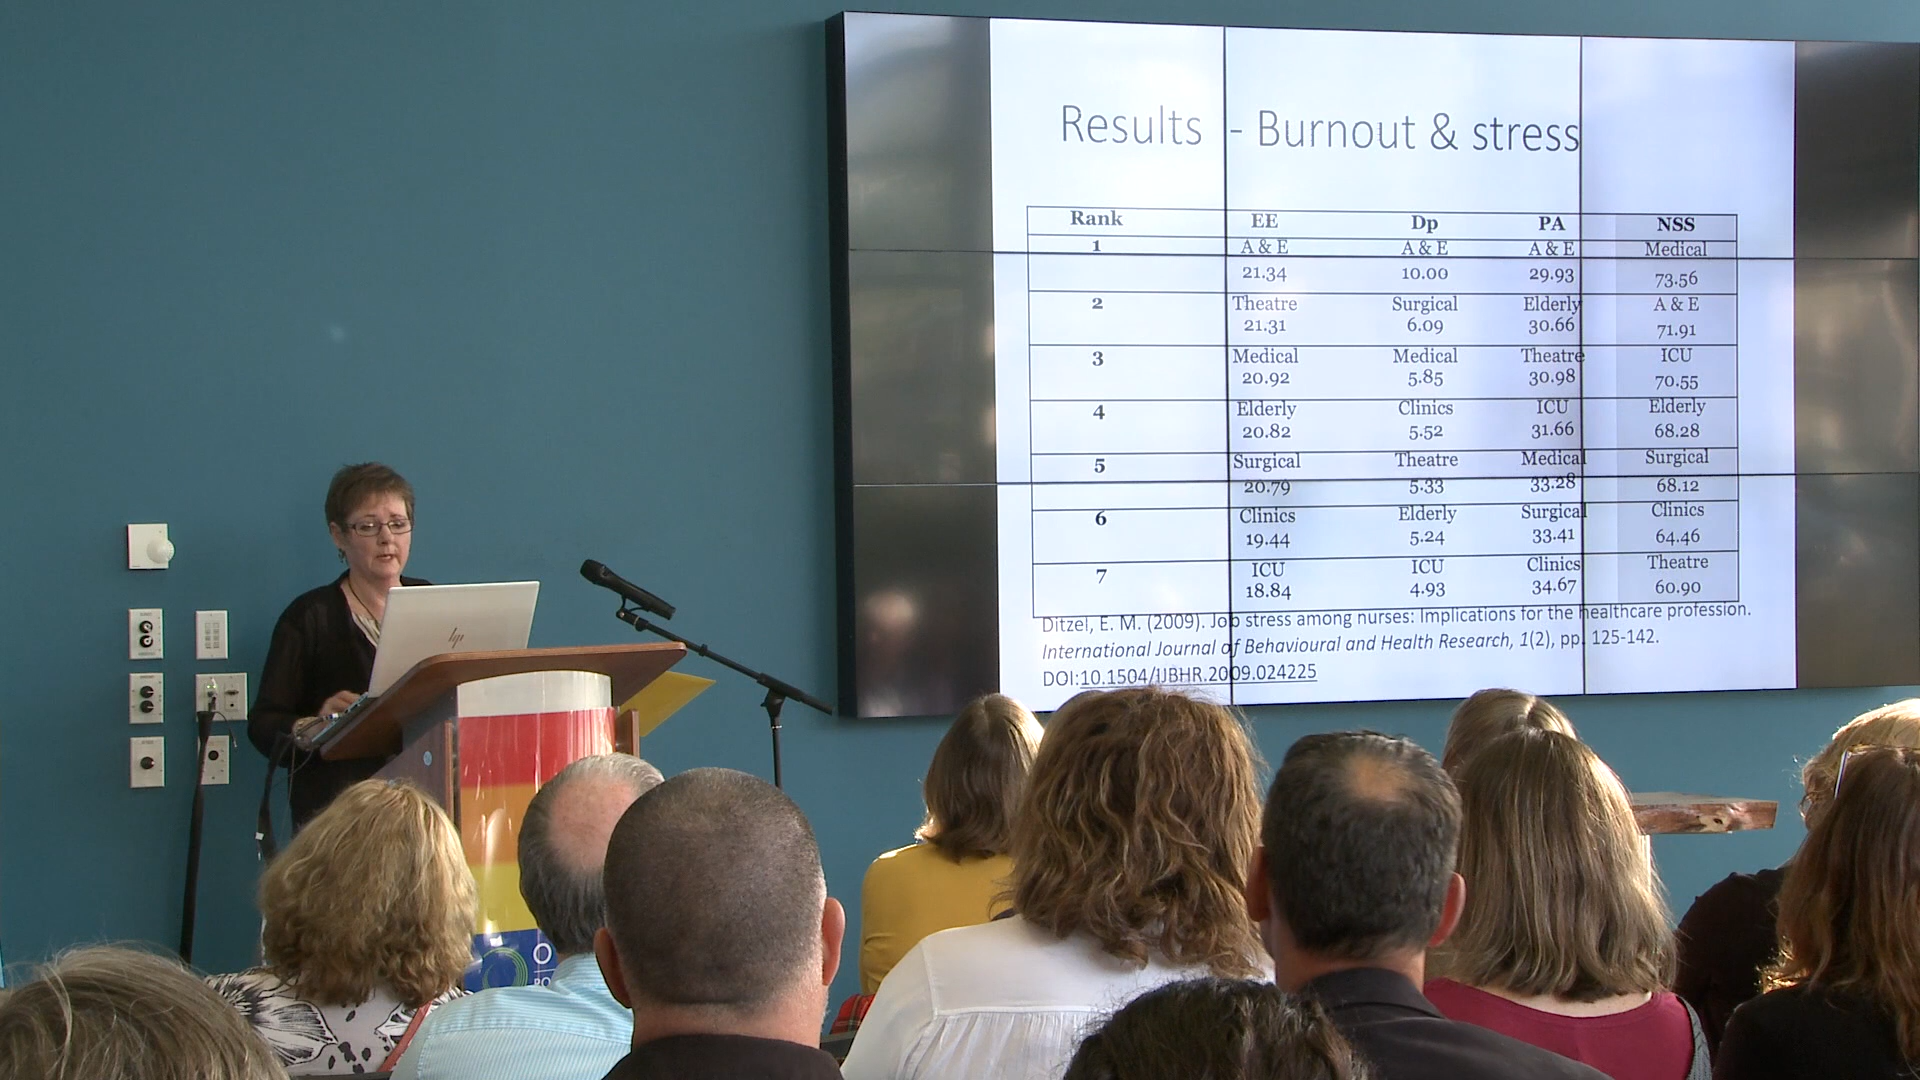 Results - Burnout & stress
Rank EE Dp PA NSS
1 A & E A & E A & E Medical
21.34 10.00 29.93 73.56
2 Theatre Surgical Elderly A & E
21.31 6.09 30.66 71.91
3 Medical Medical Theatre ICU
20.92 5.85 30.98 70.55
4 Elderly Clinics ICU Elderly
20.82 5.52 31.66 68.28
5 Surgical Theatre Medical Surgical
20.79 5.33 33.28 68.12
6 Clinics Elderly Surgical Clinics
19.44 5.24 33.41 64.46
7 ICU ICU Clinics Theatre
18.84 4.93 34.67 60.90
Ditzel, E. M. (2009). Job stress among nurses: Implications for the healthcare profession.
International Journal of Behavioural and Health Research, 1(2), pp. 125-142.
DOI:10.1504/IJBHR.2009.024225
hp